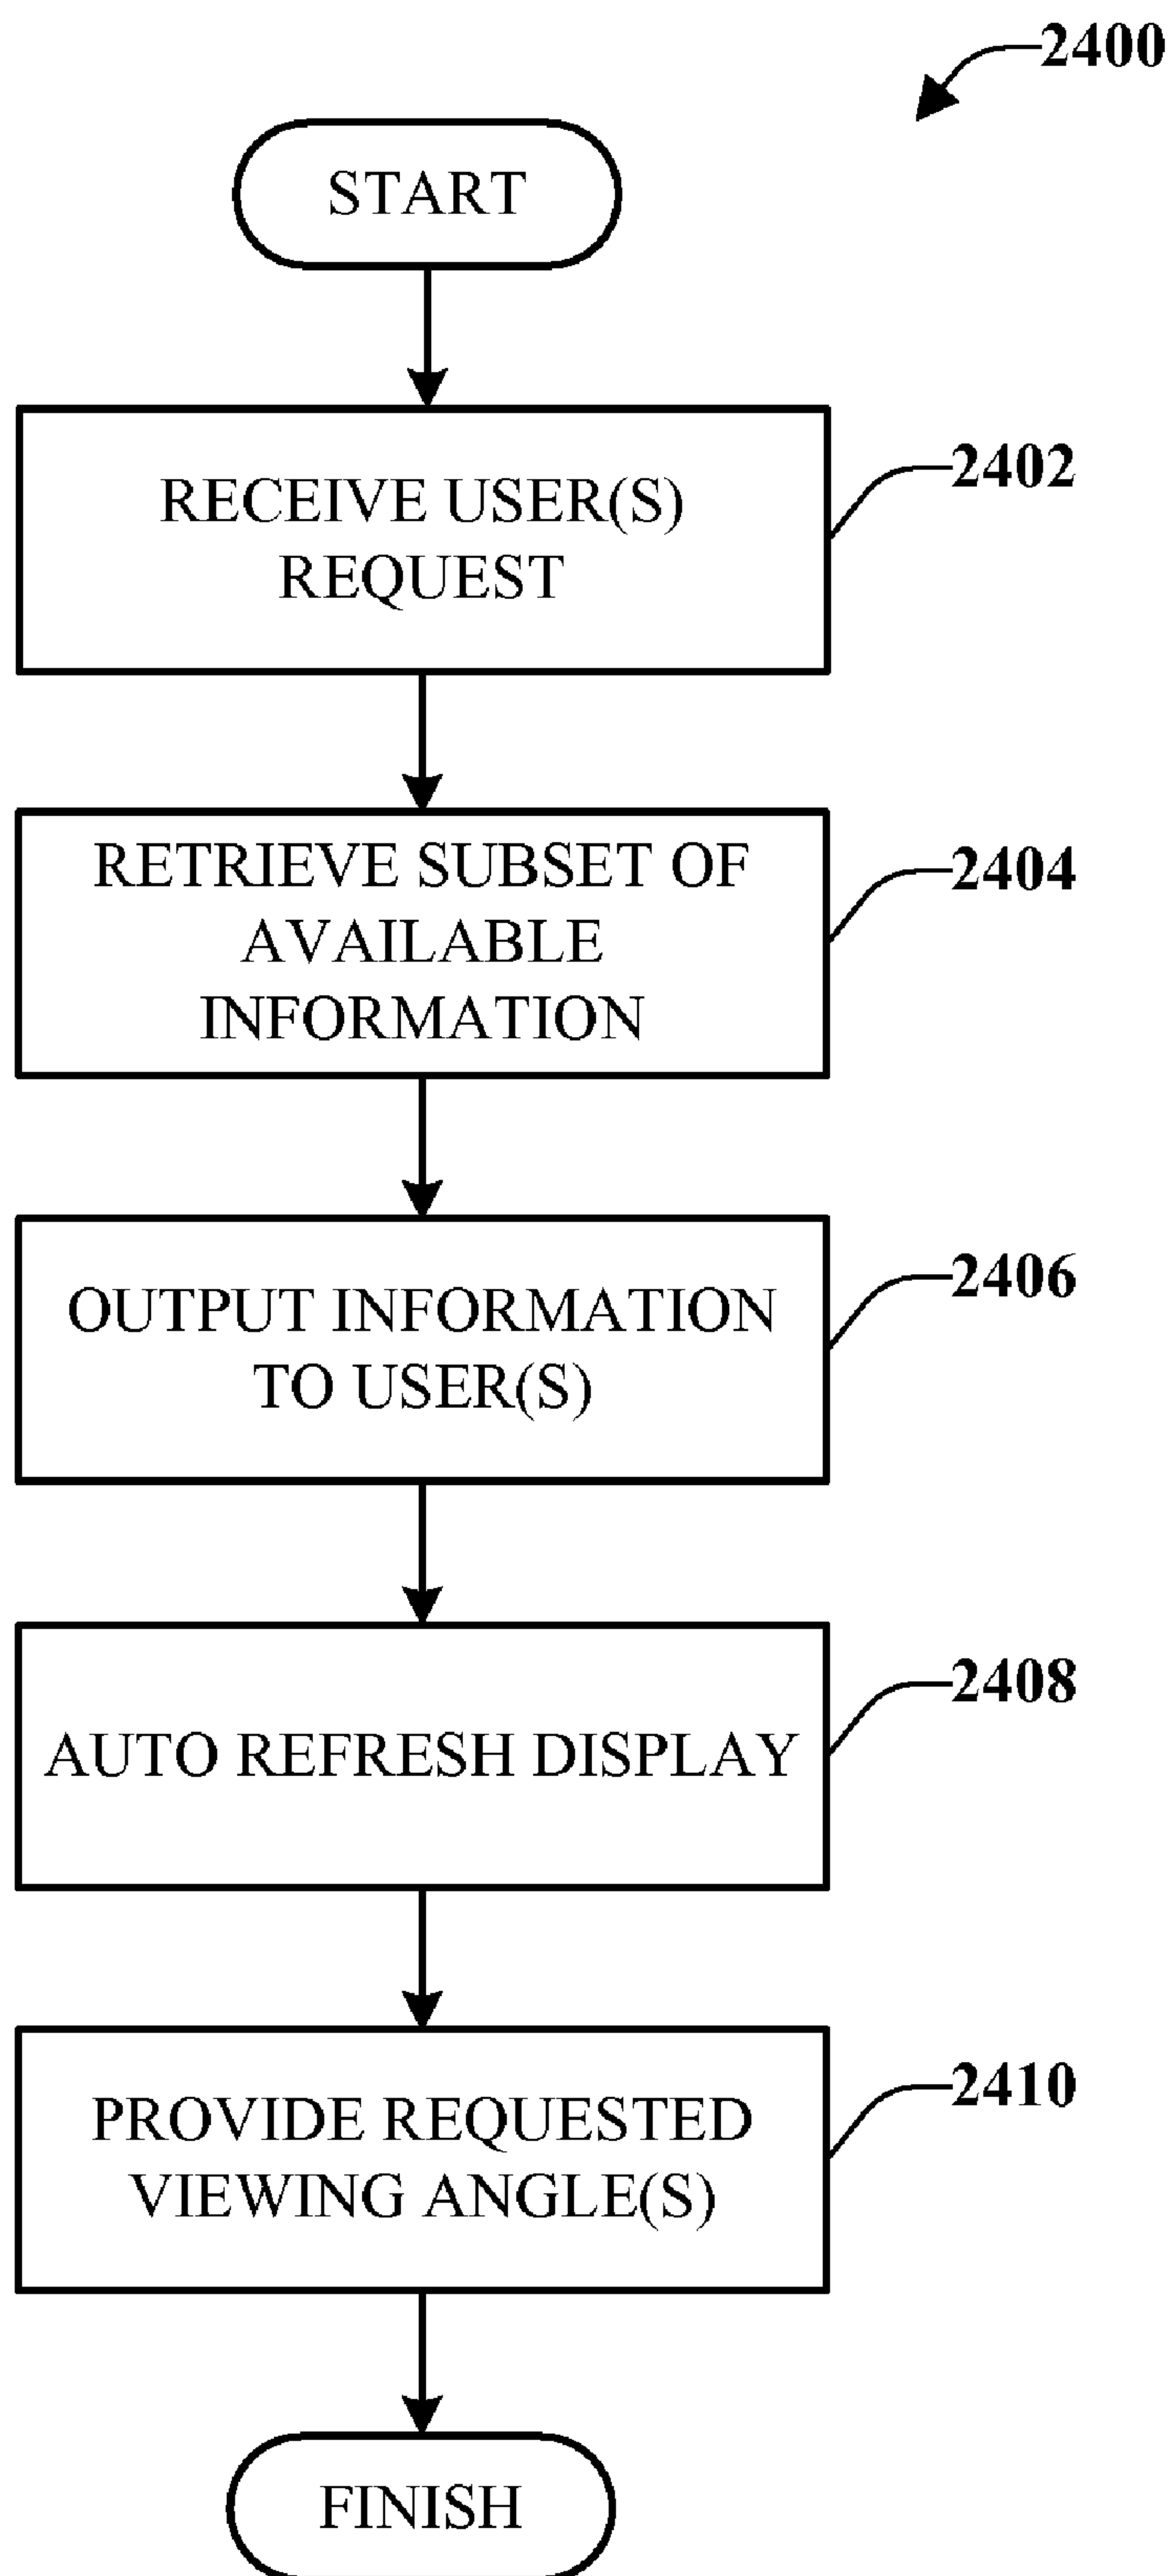 2400
START
RECEIVE USER(S)
REQUEST
2402
RETRIEVE SUBSET OF
AVAILABLE
INFORMATION
2404
OUTPUT INFORMATION
TO USER(S)
2406
AUTO REFRESH DISPLAY
2408
PROVIDE REQUESTED
VIEWING ANGLE(S)
2410
FINISH